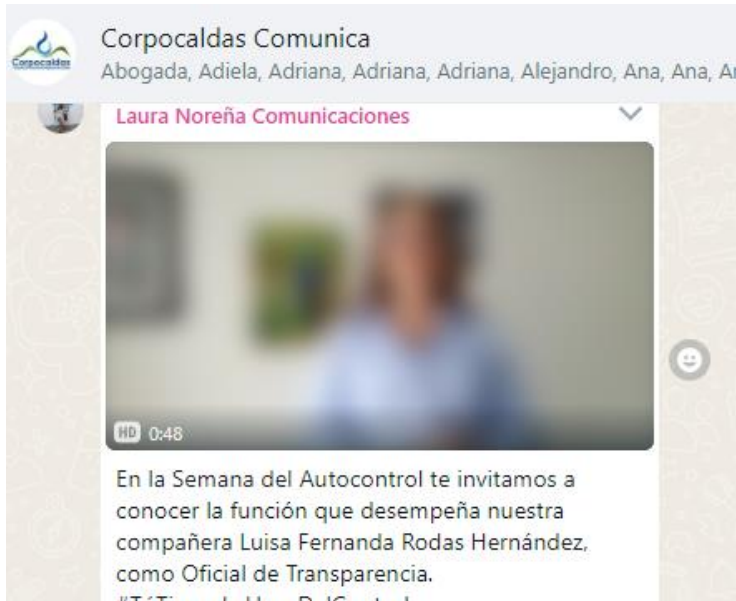 Corpocaldas
Corpocaldas Comunica
Abogada, Adiela, Adriana, Adriana, Adriana, Alejandro, Ana, Ana,
Laura Noreña Comunicaciones
HD 0:48
En la Semana del Autocontrol te invitamos a
conocer la función que desempeña nuestra
compañera Luisa Fernanda Rodas Hernández,
como Oficial de Transparencia.